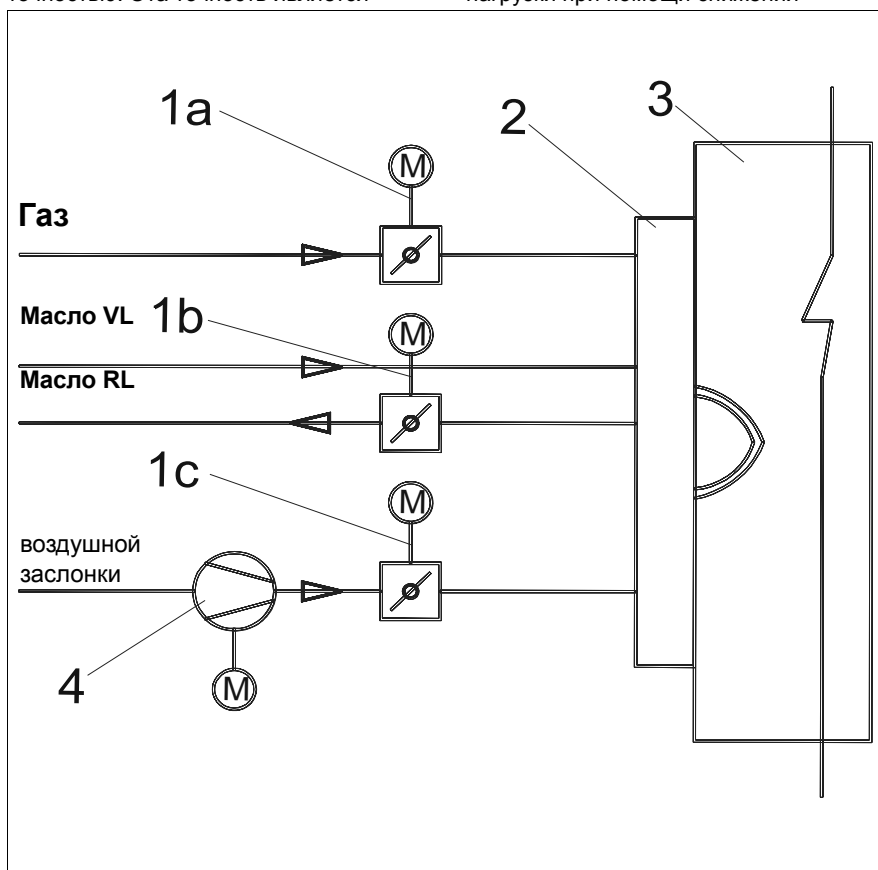 1a
2
3
M
Газ
Масло VL
1b
M
Масло RL
1c
M
воздушной
заслонки
4
M